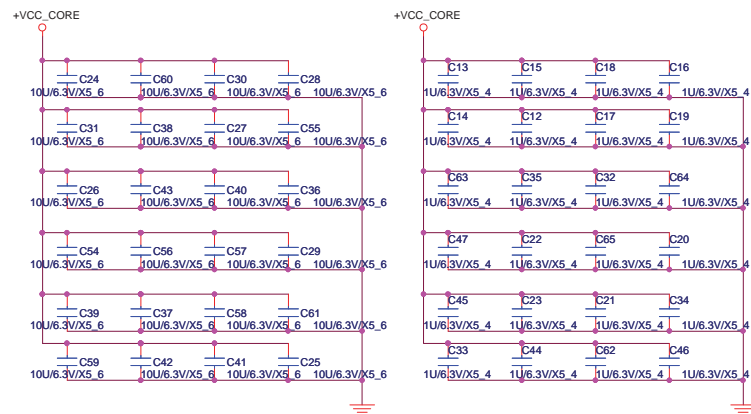 +VCC_CORE
C24 C60 C30 C28
10U/6.3V/X5_6 10U/6.3V/X5_6 10U/6.3V/X5_6 10U/6.3V/X5_6
C31 C38 C27 C55
10U/6.3V/X5_6 10U/6.3V/X5_6 10U/6.3V/X5_6 10U/6.3V/X5_6
C26 C43 C40 C36
10U/6.3V/X5_6 10U/6.3V/X5_6 10U/6.3V/X5_6 10U/6.3V/X5_6
C54 C56 C57 C29
10U/6.3V/X5_6 10U/6.3V/X5_6 10U/6.3V/X5_6 10U/6.3V/X5_6
C39 C37 C58 C61
10U/6.3V/X5_6 10U/6.3V/X5_6 10U/6.3V/X5_6 10U/6.3V/X5_6
C59 C42 C41 C25
10U/6.3V/X5_6 10U/6.3V/X5_6 10U/6.3V/X5_6 10U/6.3V/X5_6
+VCC_CORE
C13 C15 C18 C16
1U/6.3V/X5_4 1U/6.3V/X5_4 1U/6.3V/X5_4 1U/6.3V/X5_4
C14 C12 C17 C19
1U/6.3V/X5_4 1U/6.3V/X5_4 1U/6.3V/X5_4 1U/6.3V/X5_4
C63 C35 C32 C64
1U/6.3V/X5_4 1U/6.3V/X5_4 1U/6.3V/X5_4 1U/6.3V/X5_4
C47 C22 C65 C20
1U/6.3V/X5_4 1U/6.3V/X5_4 1U/6.3V/X5_4 1U/6.3V/X5_4
C45 C23 C21 C34
1U/6.3V/X5_4 1U/6.3V/X5_4 1U/6.3V/X5_4 1U/6.3V/X5_4
C33 C44 C62 C46
1U/6.3V/X5_4 1U/6.3V/X5_4 1U/6.3V/X5_4 1U/6.3V/X5_4